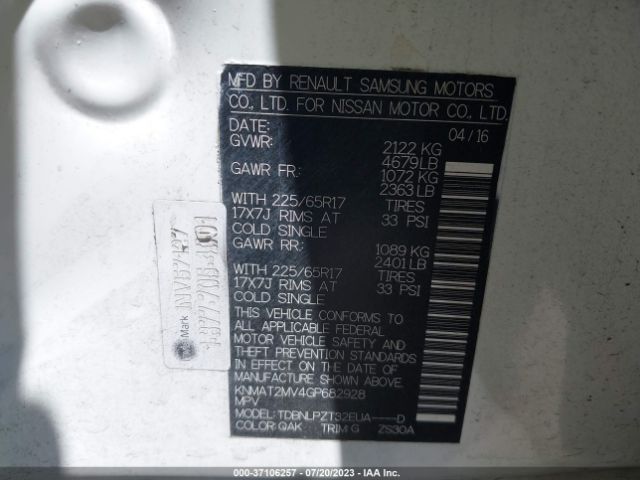 MFD BY RENAULT SAMSUNG MOTORS
CO., LTD. FOR NISSAN MOTOR CO., LTD.
DATE: 04/16
GVWR: 2122 KG
4679 LB
GAWR FR: 1072 KG
2363 LB
WITH 225/65R17 TIRES
17X7J RIMS AT 33 PSI
COLD SINGLE
GAWR RR: 1089 KG
2401 LB
WITH 225/65R17 TIRES
17X7J RIMS AT 33 PSI
COLD SINGLE
THIS VEHICLE CONFORMS TO
ALL APPLICABLE FEDERAL
MOTOR VEHICLE SAFETY AND
THEFT PREVENTION STANDARDS
IN EFFECT ON THE DATE OF
MANUFACTURE SHOWN ABOVE.
KNMAT2MV4GP682928
MPV
MODEL: TDBNLPZT32EUA----D
COLOR: QAK TRIM G ZS30A
Mark
000-37106257 - 07/20/2023 - IAA Inc.